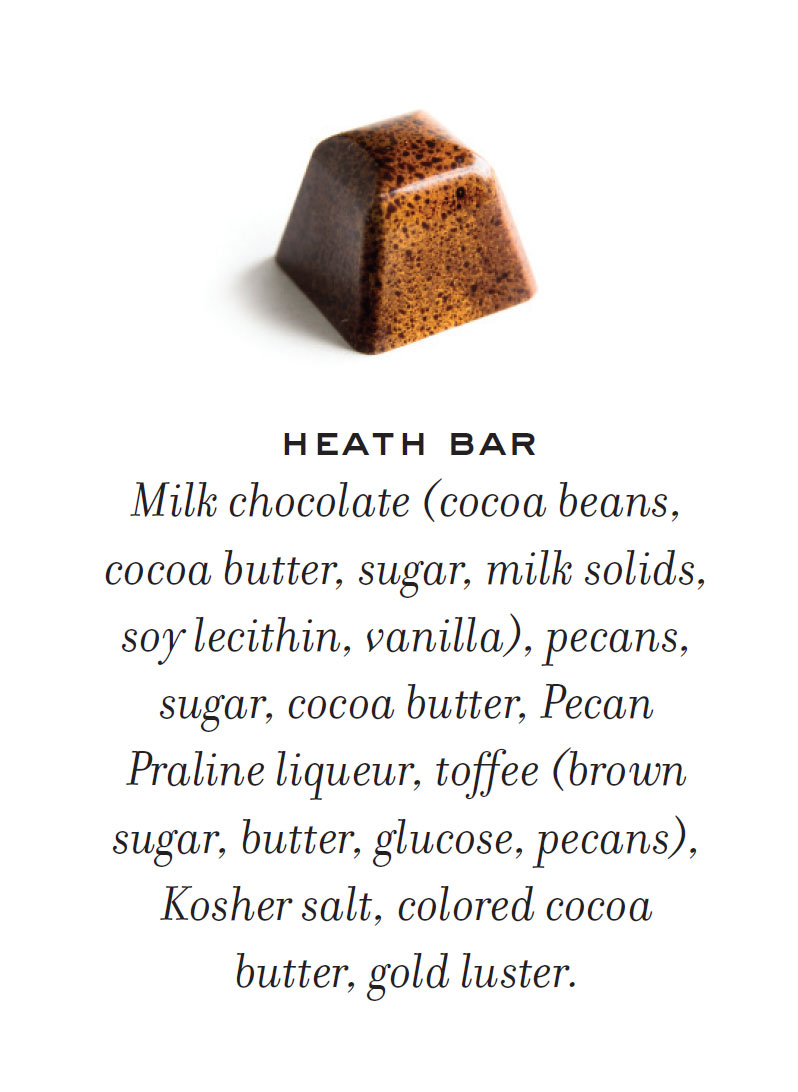 HEATH BAR
Milk chocolate (cocoa beans,
cocoa butter, sugar, milk solids,
soy lecithin, vanilla), pecans,
sugar, cocoa butter, Pecan
Praline liqueur, toffee (brown
sugar, butter, glucose, pecans),
Kosher salt, colored cocoa
butter, gold luster.